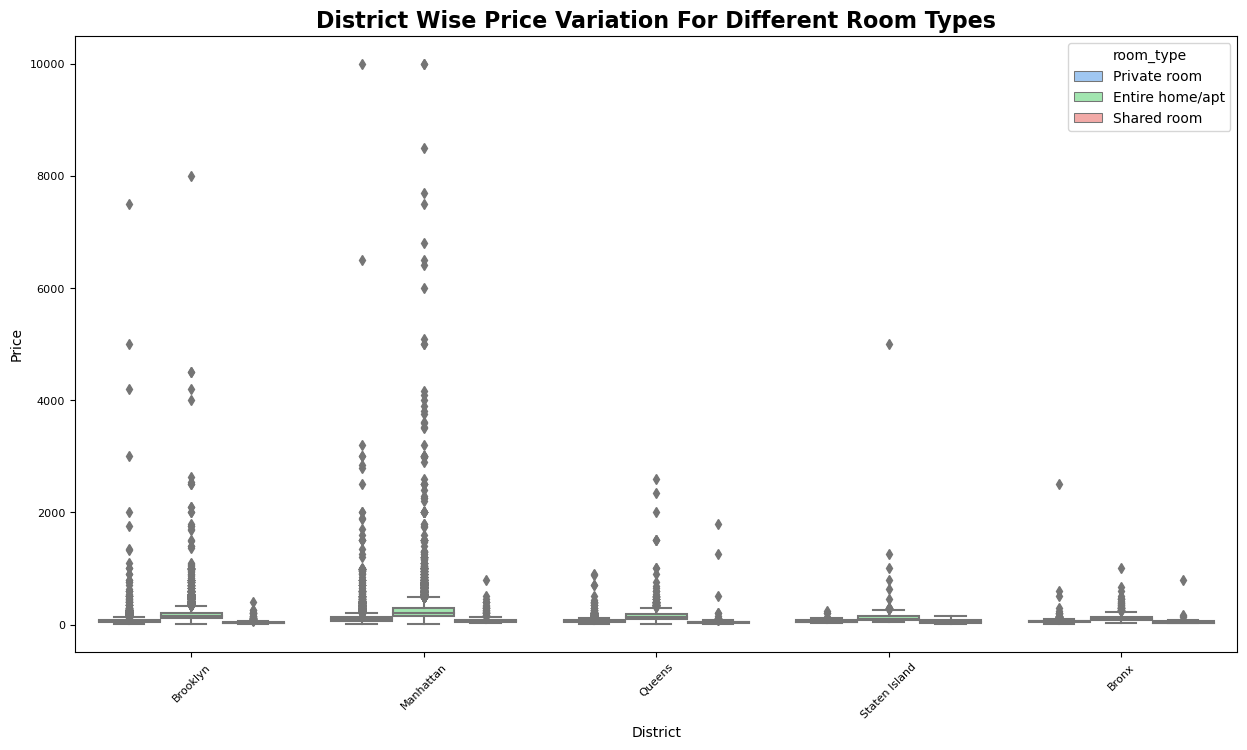 District Wise Price Variation For Different Room Types
room_type
Private room
Entire home/apt
Shared room
10000
8000
6000
4000
2000
0
Price
Brooklyn
Manhattan
Queens
Staten Island
Bronx
District